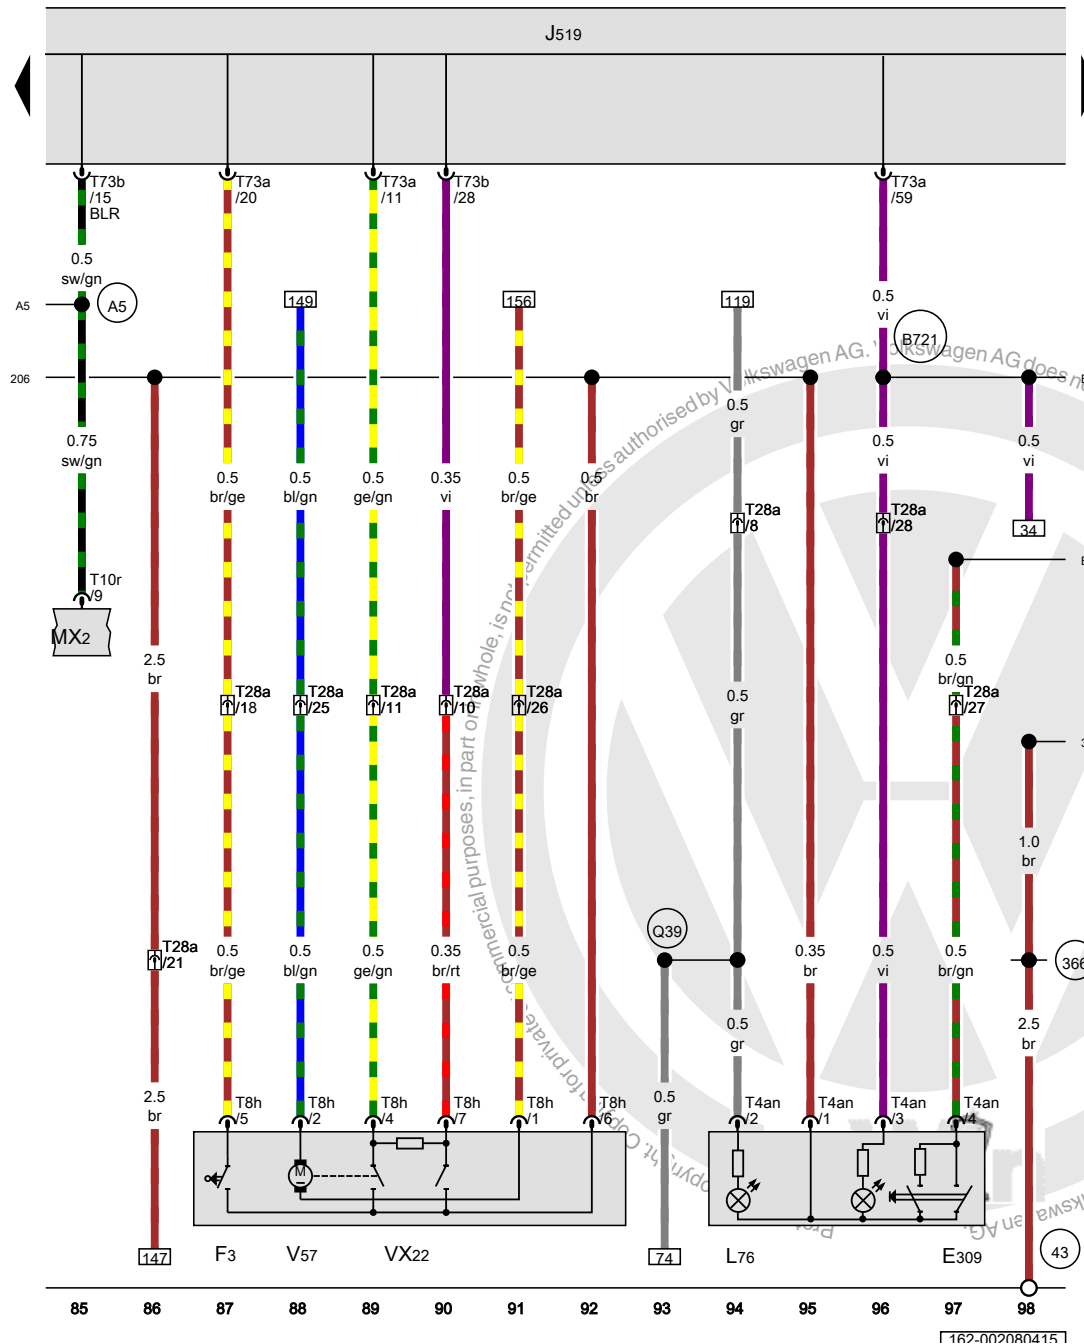 J519
T73b
/15
BLR
T73a
/20
T73a
/11
T73b
/28
T73a
/59
0.5
sw/gn
A5
A5
149
156
119
0.5
vi
B721
206
0.5
gr
0.75
sw/gn
0.5
br/ge
0.5
bl/gn
0.5
ge/gn
0.35
vi
0.5
br/ge
0.5
br
0.5
vi
0.5
vi
T28a
/8
T28a
/28
34
T10r
/9
MX2
2.5
br
0.5
gr
0.5
br/gn
T28a
/18
T28a
/25
T28a
/11
T28a
/10
T28a
/26
T28a
/27
1.0
br
T28a
/21
0.5
br/ge
0.5
bl/gn
0.5
ge/gn
0.35
br/rt
0.5
br/ge
Q39
0.35
br
0.5
vi
0.5
br/gn
366
2.5
br
0.5
gr
2.5
br
0.5
gr
T8h
/5
T8h
/2
T8h
/4
T8h
/7
T8h
/1
T8h
/6
T4an
/2
T4an
/1
T4an
/3
T4an
/4
M
147
F3
V57
VX22
74
L76
E309
43
85
86
87
88
89
90
91
92
93
94
95
96
97
98
162-002080415